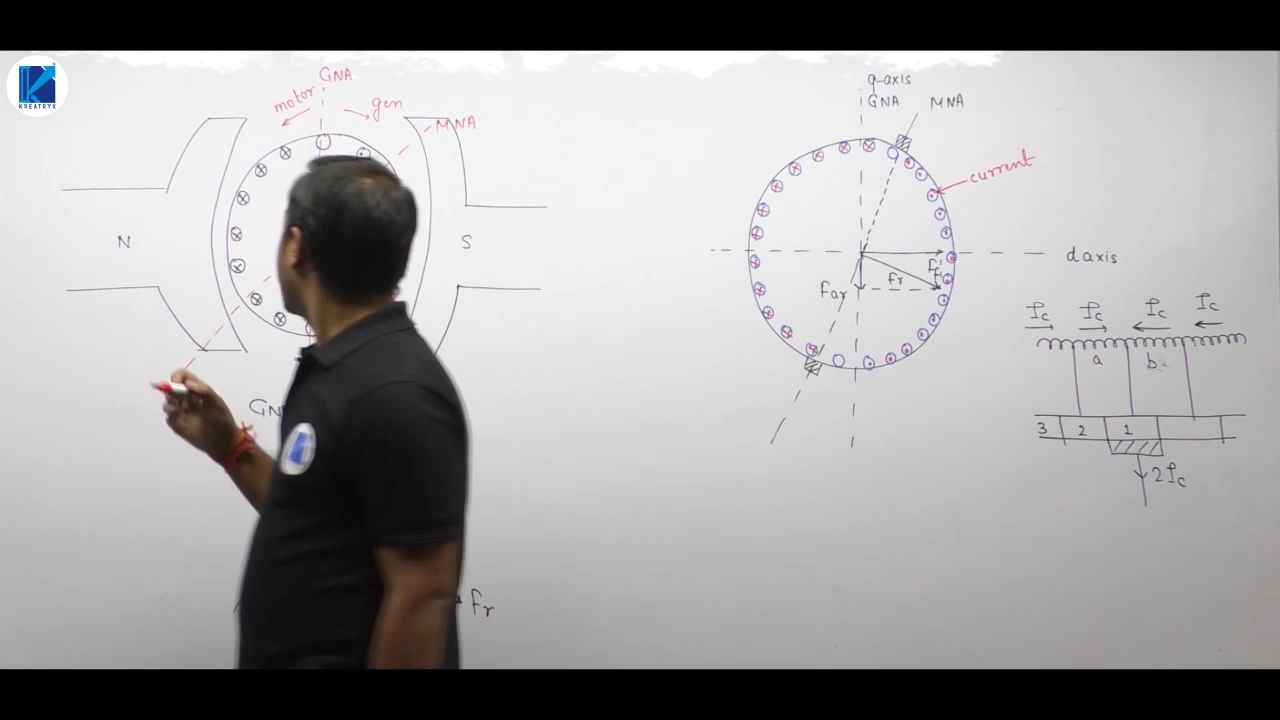 KREATRYX
GNA
motor
gen
MNA
N
S
Fr
q-axis
GNA MNA
current
d axis
Ff
Fr
Far
Ic Ic Ic Ic
a b
3 2 1
2Ic